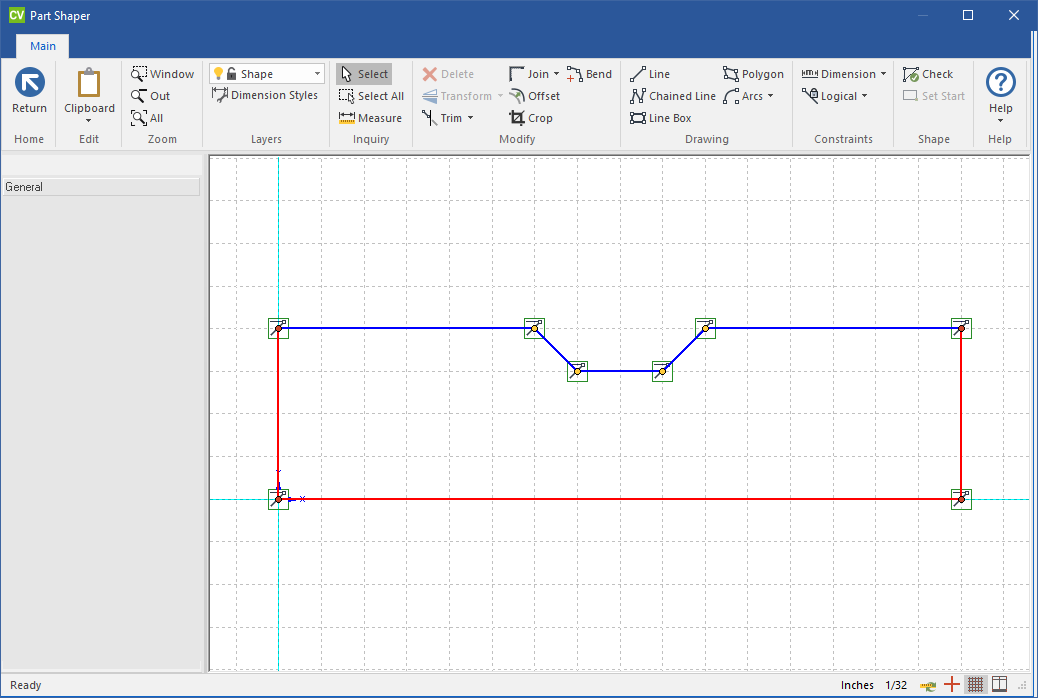 CV Part Shaper
Main
Window Shape Select Delete Join Bend Line Polygon Dimension Check
Return Clipboard Out Dimension Styles Select All Transform Offset Chained Line Arcs Logical Set Start Help
All Measure Trim Crop Line Box
Home Edit Zoom Layers Inquiry Modify Drawing Constraints Shape Help
General
X
Ready Inches 1/32